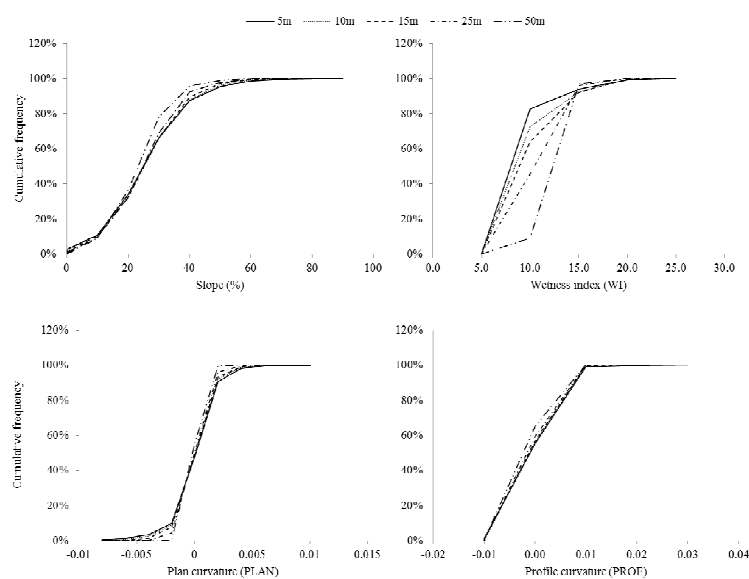 5m 10m 15m 25m 50m
120%
100%
80%
60%
40%
20%
0%
Cumulative frequency
0 20 40 60 80 100
Slope (%)
120%
100%
80%
60%
40%
20%
0%
0.0 5.0 10.0 15.0 20.0 25.0 30.0
Wetness index (WI)
120%
100%
80%
60%
40%
20%
0%
Cumulative frequency
-0.01 -0.005 0 0.005 0.01 0.015
Plan curvature (PLAN)
120%
100%
80%
60%
40%
20%
0%
-0.02 -0.01 0.00 0.01 0.02 0.03 0.04
Profile curvature (PROF)